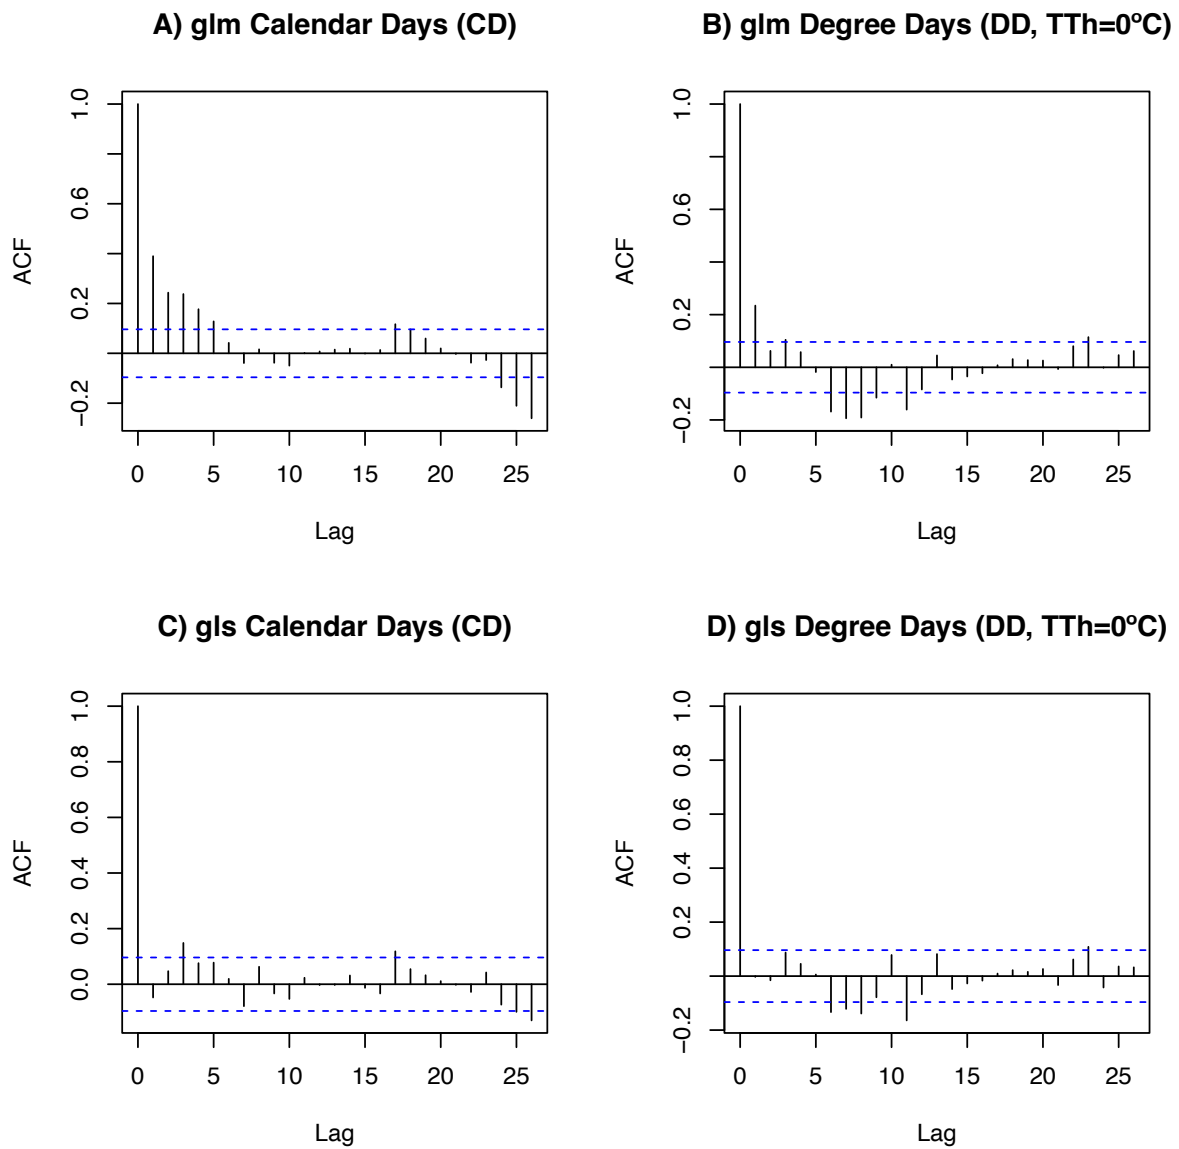 A) glm Calendar Days (CD)
ACF
1.0
0.6
0.2
−0.2
0 5 10 15 20 25
Lag
B) glm Degree Days (DD, TTh=0ºC)
ACF
1.0
0.6
0.2
−0.2
0 5 10 15 20 25
Lag
C) gls Calendar Days (CD)
ACF
1.0
0.8
0.6
0.4
0.2
0.0
0 5 10 15 20 25
Lag
D) gls Degree Days (DD, TTh=0ºC)
ACF
1.0
0.8
0.6
0.4
0.2
−0.2
0 5 10 15 20 25
Lag